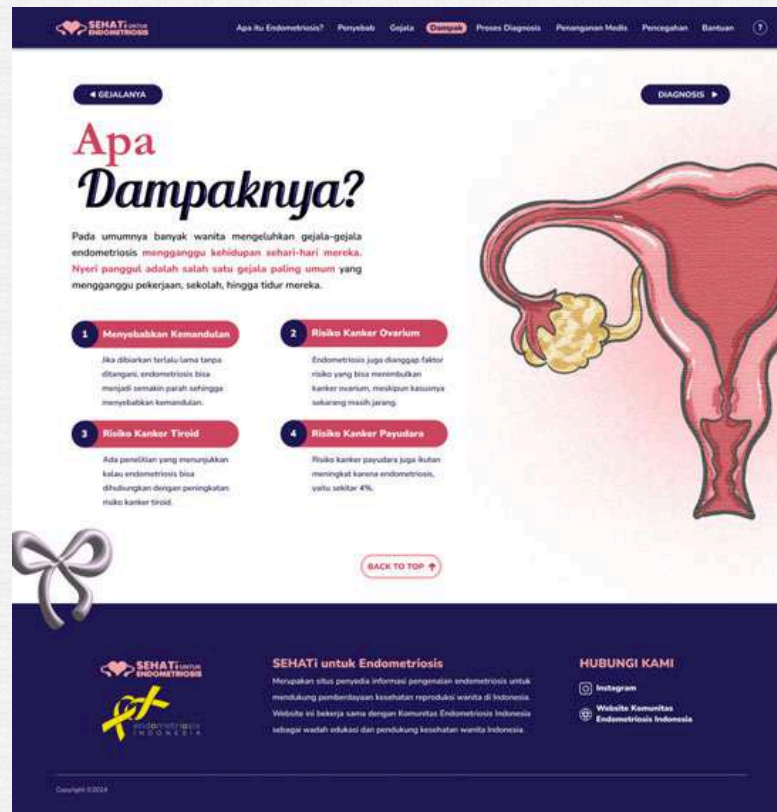 SEHATi UNTUK
ENDOMETRIOSIS
Apa itu Endometriosis? Penyebab Gejala Dampak Proses Diagnosis Penanganan Medis Pencegahan Bantuan ?
◀ GEJALANYA
DIAGNOSIS ▶
Apa
Dampaknya?
Pada umumnya banyak wanita mengeluhkan gejala-gejala
endometriosis mengganggu kehidupan sehari-hari mereka.
Nyeri panggul adalah salah satu gejala paling umum yang
mengganggu pekerjaan, sekolah, hingga tidur mereka.
1 Menyebabkan Kemandulan
Jika dibiarkan terlalu lama tanpa
ditangani, endometriosis bisa
menjadi semakin parah sehingga
menyebabkan kemandulan.
2 Risiko Kanker Ovarium
Endometriosis juga dianggap faktor
risiko yang bisa menimbulkan
kanker ovarium, meskipun kasusnya
sekarang masih jarang.
3 Risiko Kanker Tiroid
Ada penelitian yang menunjukkan
kalau endometriosis bisa
dihubungkan dengan peningkatan
risiko kanker tiroid.
4 Risiko Kanker Payudara
Risiko kanker payudara juga ikutan
meningkat karena endometriosis,
yaitu sekitar 4%.
BACK TO TOP ↑
SEHATi UNTUK
ENDOMETRIOSIS
endometriosis
INDONESIA
SEHATi untuk Endometriosis
Merupakan situs penyedia informasi pengenalan endometriosis untuk
mendukung pemberdayaan kesehatan reproduksi wanita di Indonesia.
Website ini bekerja sama dengan Komunitas Endometriosis Indonesia
sebagai wadah edukasi dan pendukung kesehatan wanita Indonesia.
HUBUNGI KAMI
Instagram
Website Komunitas
Endometriosis Indonesia
Copyright ©2024